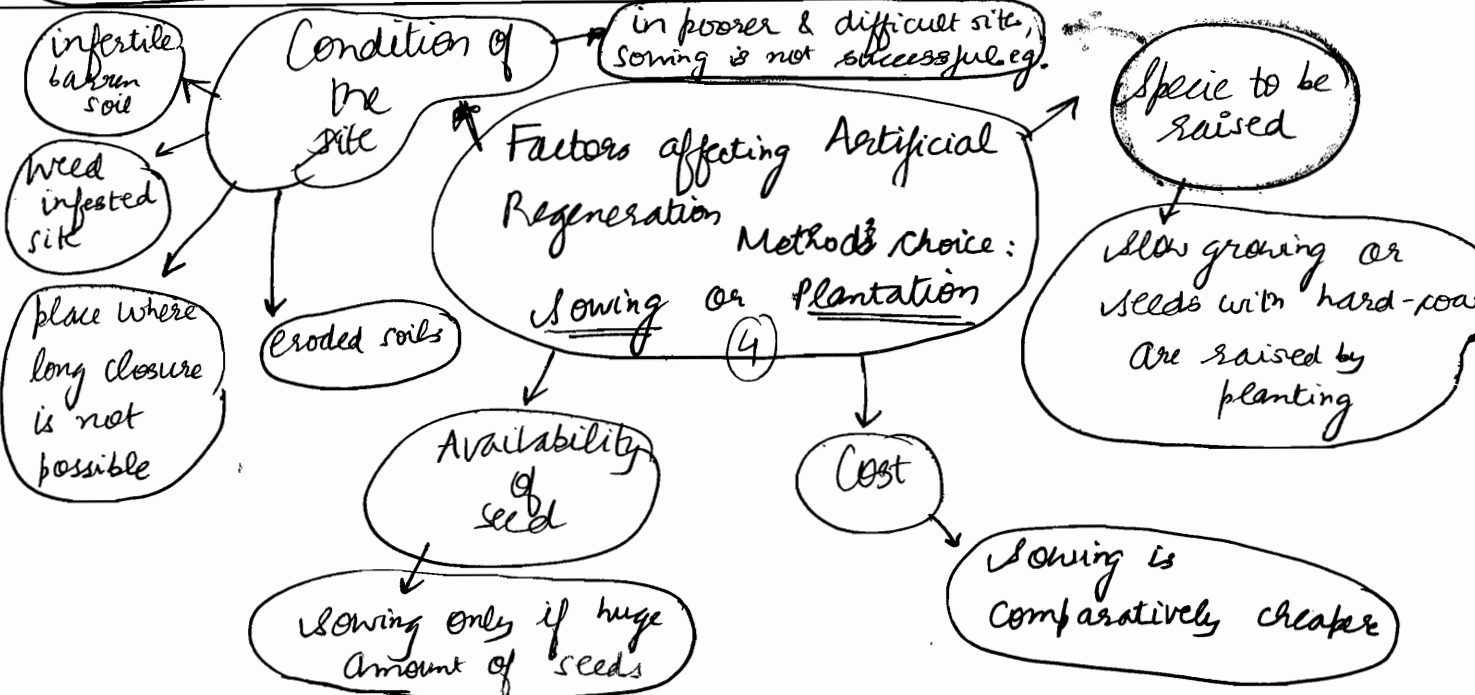 infertile
barren
soil
Condition of
the
site
in poorer & difficult site,
sowing is not successful. eg.
Specie to be
raised
Weed
infested
site
Factors affecting Artificial
Regeneration
Method's choice:
Sowing or Plantation
4
slow growing or
seeds with hard-coa
are raised by
planting
place where
long closure
is not
possible
eroded soils
Availability
of
seed
Cost
sowing only if huge
amount of seeds
Sowing is
comparatively cheaper